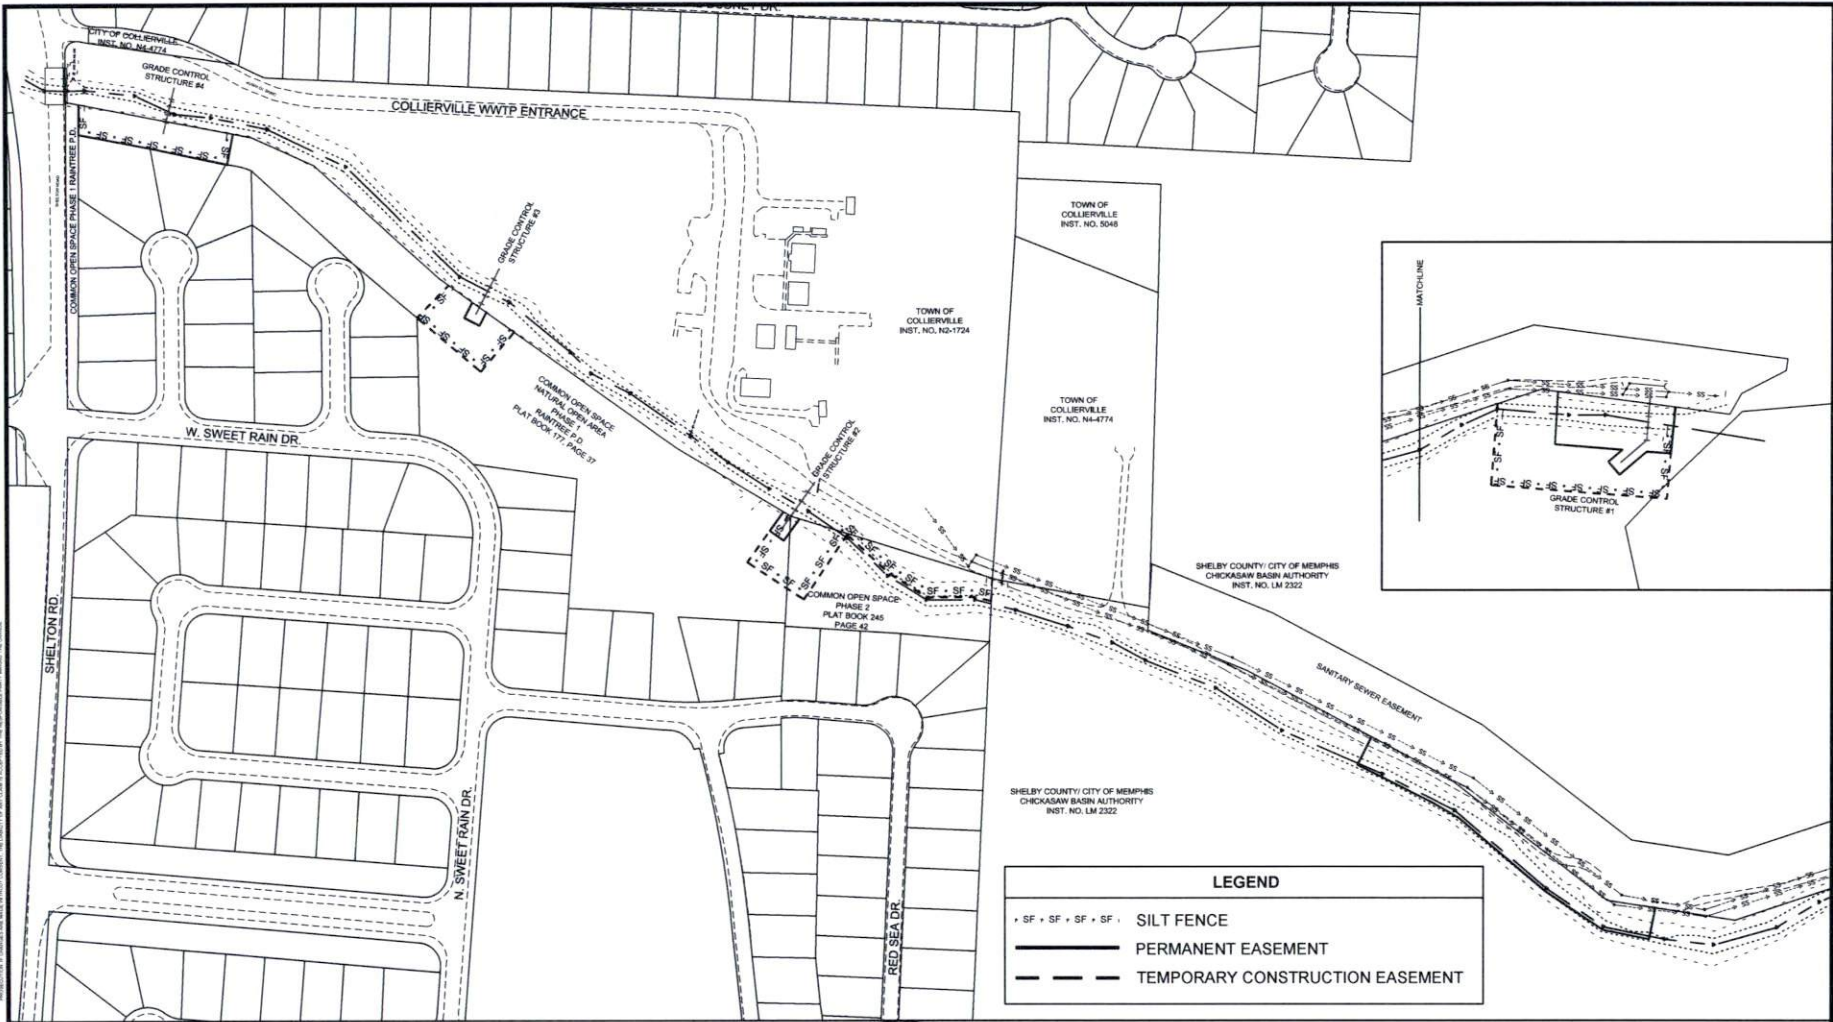 CITY OF COLLIERVILLE
INST. NO. N4-4774
GRADE CONTROL
STRUCTURE #4
COLLIERVILLE WWTP ENTRANCE
COMMON OPEN SPACE PHASE 1 RAINTREE P.D.
GRADE CONTROL
STRUCTURE #3
TOWN OF
COLLIERVILLE
INST. NO. 5048
TOWN OF
COLLIERVILLE
INST. NO. N2-1724
MATCHLINE
COMMON OPEN SPACE
NATURAL OPEN AREA
PHASE 1
RAINTREE P.D.
PLAT BOOK 177, PAGE 37
TOWN OF
COLLIERVILLE
INST. NO. N4-4774
W. SWEET RAIN DR.
GRADE CONTROL
STRUCTURE #2
GRADE CONTROL
STRUCTURE #1
SHELBY COUNTY/ CITY OF MEMPHIS
CHICKASAW BASIN AUTHORITY
INST. NO. LM 2322
COMMON OPEN SPACE
PHASE 2
PLAT BOOK 245
PAGE 42
SHELTON RD.
SANITARY SEWER EASEMENT
SHELBY COUNTY/ CITY OF MEMPHIS
CHICKASAW BASIN AUTHORITY
INST. NO. LM 2322
N. SWEET RAIN DR.
RED SEA DR.
LEGEND
SF SF SF SF SILT FENCE
PERMANENT EASEMENT
TEMPORARY CONSTRUCTION EASEMENT